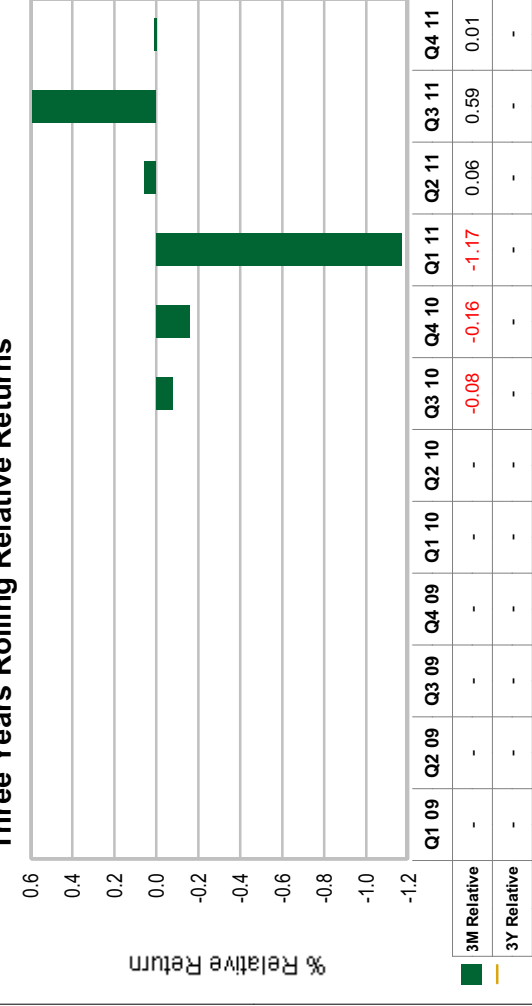 Three Years Rolling Relative Returns
% Relative Return
0.6
0.4
0.2
0.0
-0.2
-0.4
-0.6
-0.8
-1.0
-1.2
Q1 09 Q2 09 Q3 09 Q4 09 Q1 10 Q2 10 Q3 10 Q4 10 Q1 11 Q2 11 Q3 11 Q4 11
3M Relative - - - - - - -0.08 -0.16 -1.17 0.06 0.59 0.01
3Y Relative - - - - - - - - - - - -